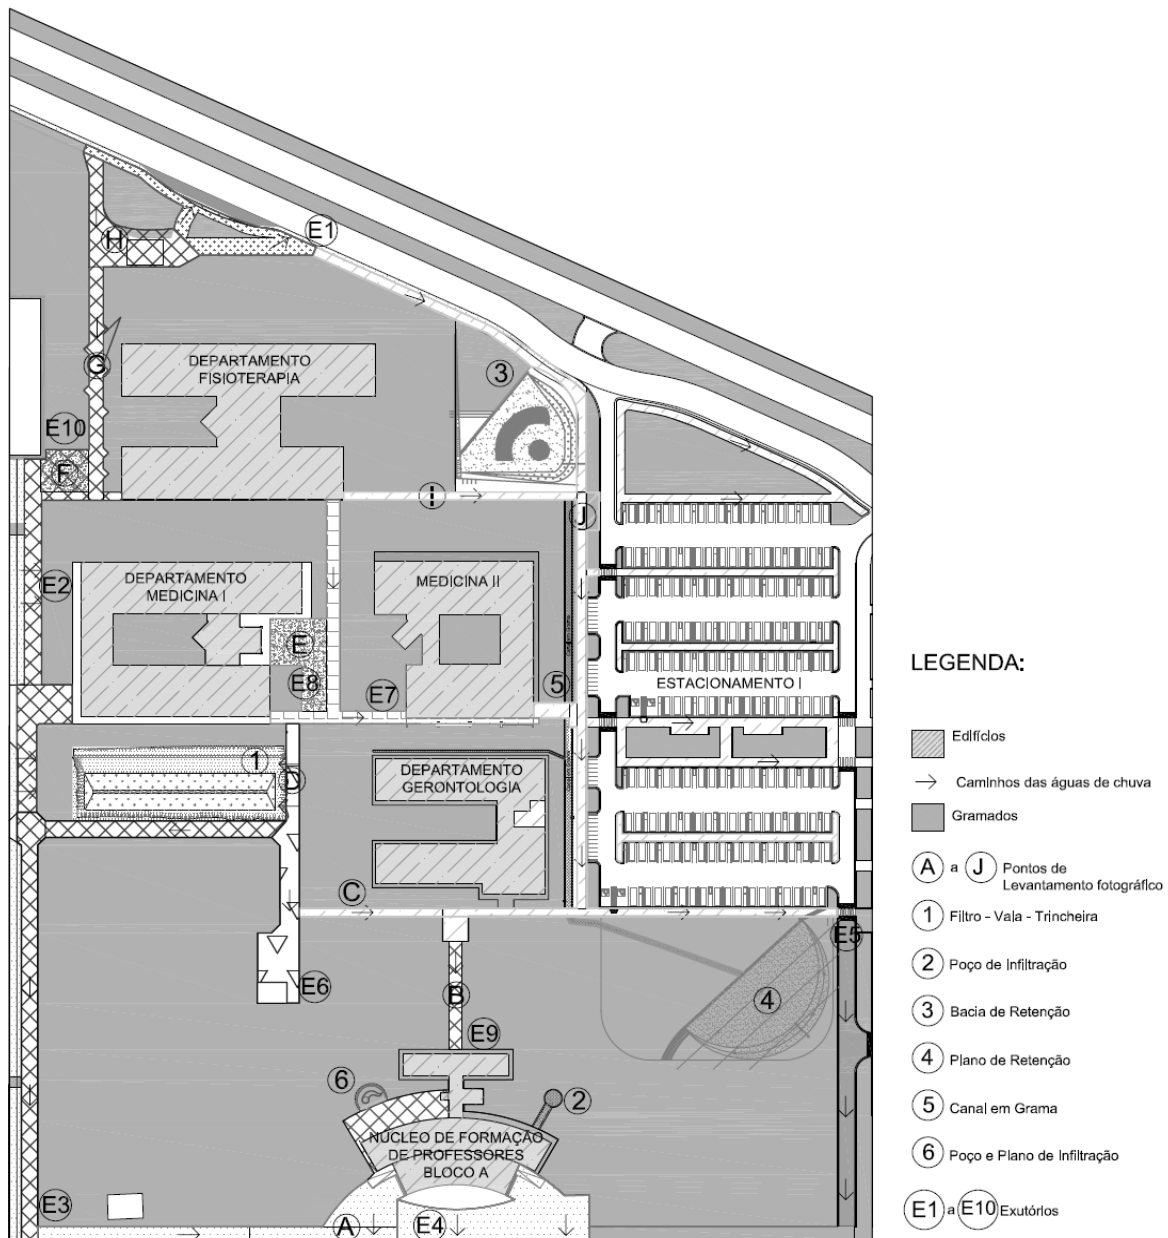 E1
H
G
DEPARTAMENTO
FISIOTERAPIA
3
E10
F
I
J
E2
DEPARTAMENTO
MEDICINA I
MEDICINA II
E
E8
E7
5
ESTACIONAMENTO I
1
D
DEPARTAMENTO
GERONTOLOGIA
C
E5
E6
B
4
E9
6
2
NÚCLEO DE FORMAÇÃO
DE PROFESSORES
BLOCO A
E3
A
E4
LEGENDA:
Edifícios
Caminhos das águas de chuva
Gramados
A a J Pontos de
Levantamento fotográfico
1 Filtro - Vala - Trincheira
2 Poço de Infiltração
3 Bacia de Retenção
4 Plano de Retenção
5 Canal em Grama
6 Poço e Plano de Infiltração
E1 a E10 Exutórios